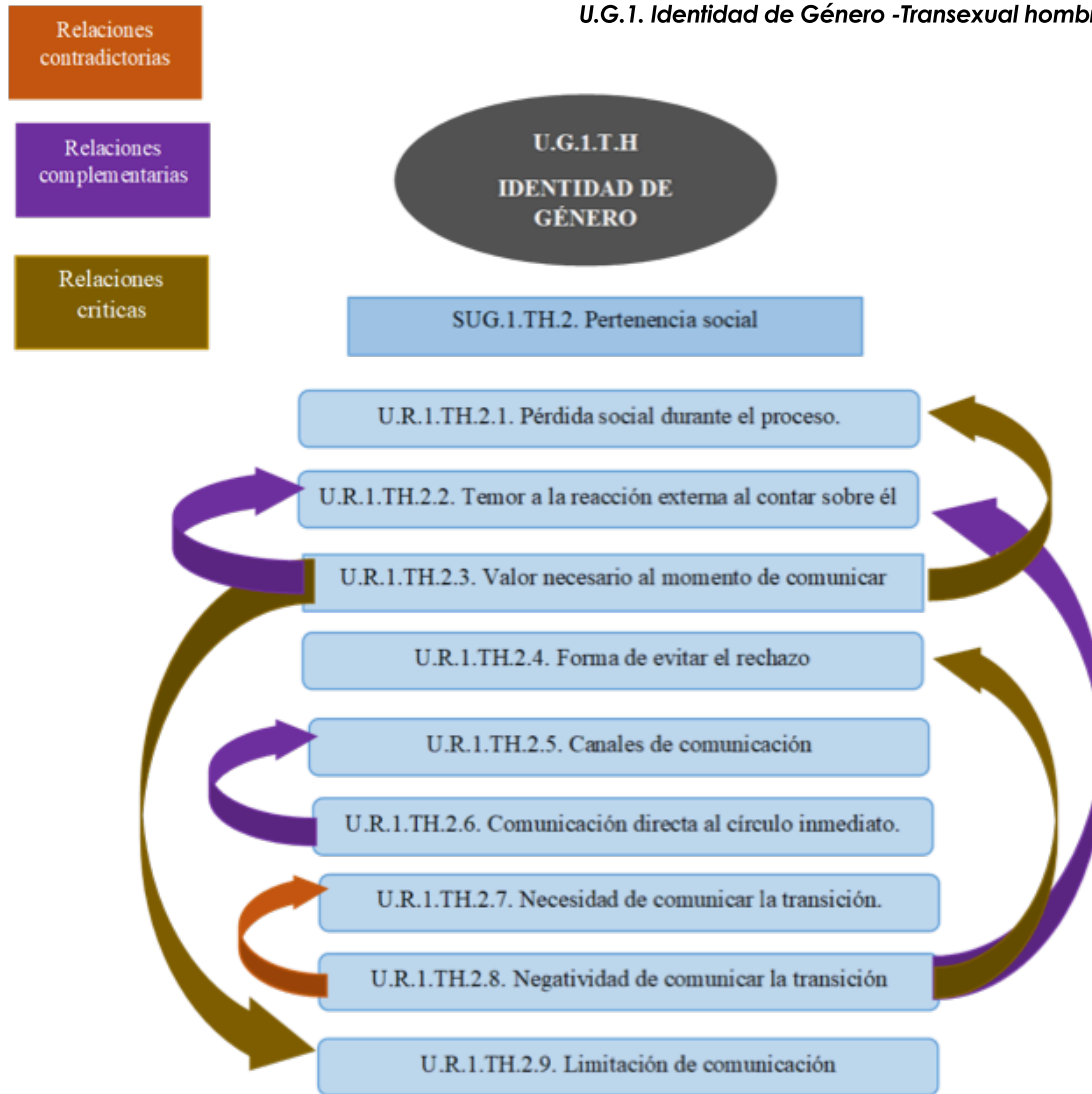 U.G.1. Identidad de Género -Transexual hombr
Relaciones
contradictorias
Relaciones
complementarias
Relaciones
criticas
U.G.1.T.H
IDENTIDAD DE
GÉNERO
SUG.1.TH.2. Pertenencia social
U.R.1.TH.2.1. Pérdida social durante el proceso.
U.R.1.TH.2.2. Temor a la reacción externa al contar sobre él
U.R.1.TH.2.3. Valor necesario al momento de comunicar
U.R.1.TH.2.4. Forma de evitar el rechazo
U.R.1.TH.2.5. Canales de comunicación
U.R.1.TH.2.6. Comunicación directa al círculo inmediato.
U.R.1.TH.2.7. Necesidad de comunicar la transición.
U.R.1.TH.2.8. Negatividad de comunicar la transición
U.R.1.TH.2.9. Limitación de comunicación